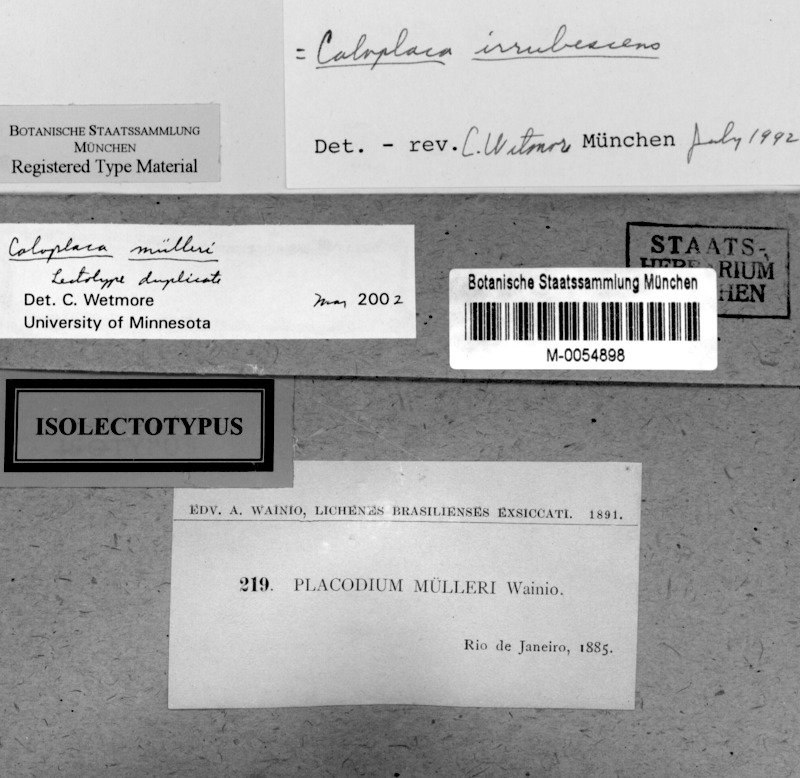 = Caloplaca irrubescens
Det. - rev. C. Wetmore München July 1992
BOTANISCHE STAATSSAMMLUNG
MÜNCHEN
Registered Type Material
Caloplaca mülleri
Lectotype duplicate
Det. C. Wetmore May 2002
University of Minnesota
STAATS-
HERBARIUM
HEN
Botanische Staatssammlung München
M-0054898
ISOLECTOTYPUS
EDV. A. WAINIO, LICHENES BRASILIENSES EXSICCATI. 1891.
219. PLACODIUM MÜLLERI Wainio.
Rio de Janeiro, 1885.